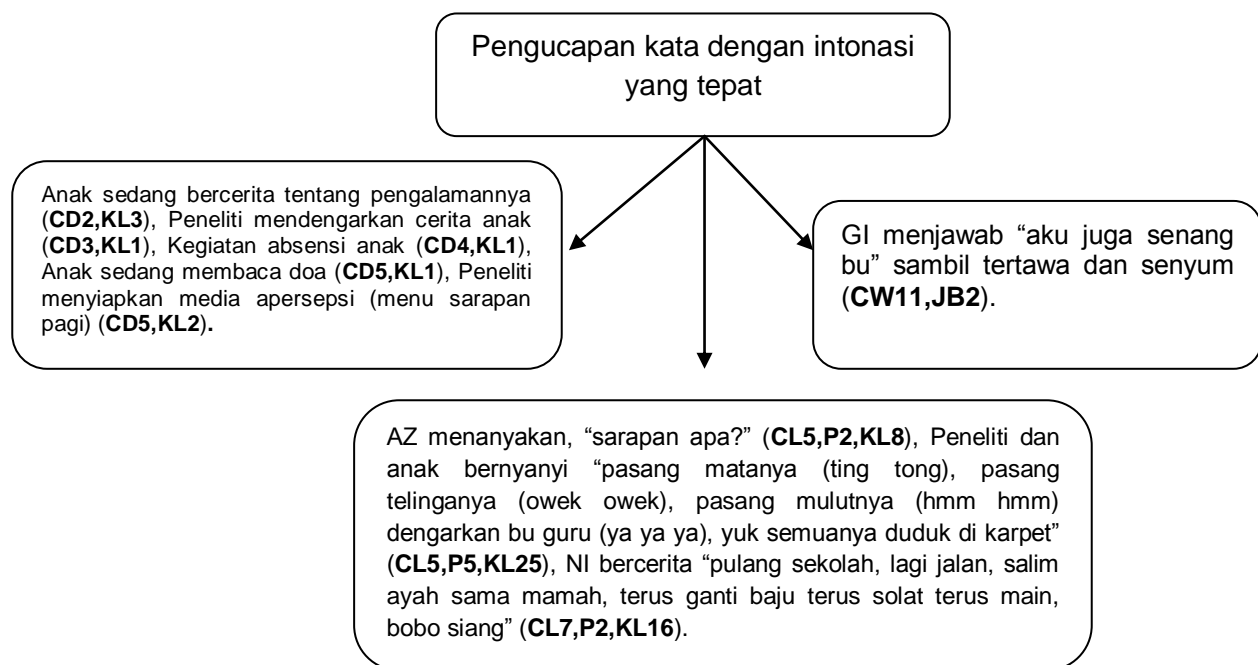 Pengucapan kata dengan intonasi
yang tepat
Anak sedang bercerita tentang pengalamannya
(CD2,KL3), Peneliti mendengarkan cerita anak
(CD3,KL1), Kegiatan absensi anak (CD4,KL1),
Anak sedang membaca doa (CD5,KL1), Peneliti
menyiapkan media apersepsi (menu sarapan
pagi) (CD5,KL2).
GI menjawab “aku juga senang
bu” sambil tertawa dan senyum
(CW11,JB2).
AZ menanyakan, “sarapan apa?” (CL5,P2,KL8), Peneliti dan
anak bernyanyi “pasang matanya (ting tong), pasang
telinganya (owek owek), pasang mulutnya (hmm hmm)
dengarkan bu guru (ya ya ya), yuk semuanya duduk di karpet”
(CL5,P5,KL25), NI bercerita “pulang sekolah, lagi jalan, salim
ayah sama mamah, terus ganti baju terus solat terus main,
bobo siang” (CL7,P2,KL16).